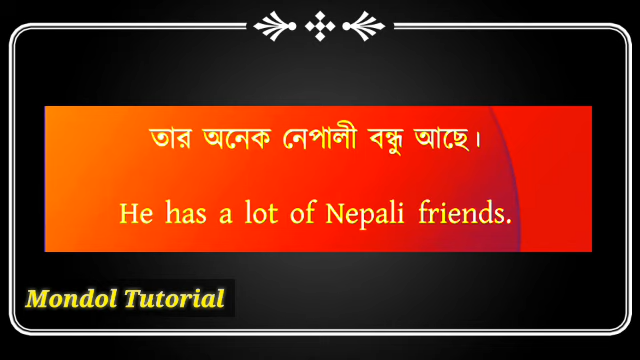 তার অনেক নেপালী বন্ধু আছে।
He has a lot of Nepali friends.
Mondol Tutorial